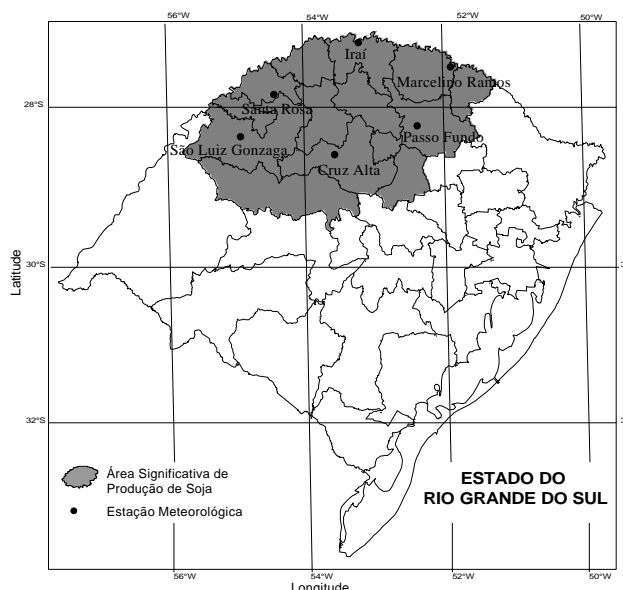 56°W
54°W
52°W
50°W
Iraí
Marcelino Ramos
28°S
Santa Rosa
Passo Fundo
São Luiz Gonzaga
Cruz Alta
Latitude
30°S
3
32°S
3
Área Significativa de
Produção de Soja
Estação Meteorológica
ESTADO DO
RIO GRANDE DO SUL
56°W
54°W
52°W
50°W
Longitude